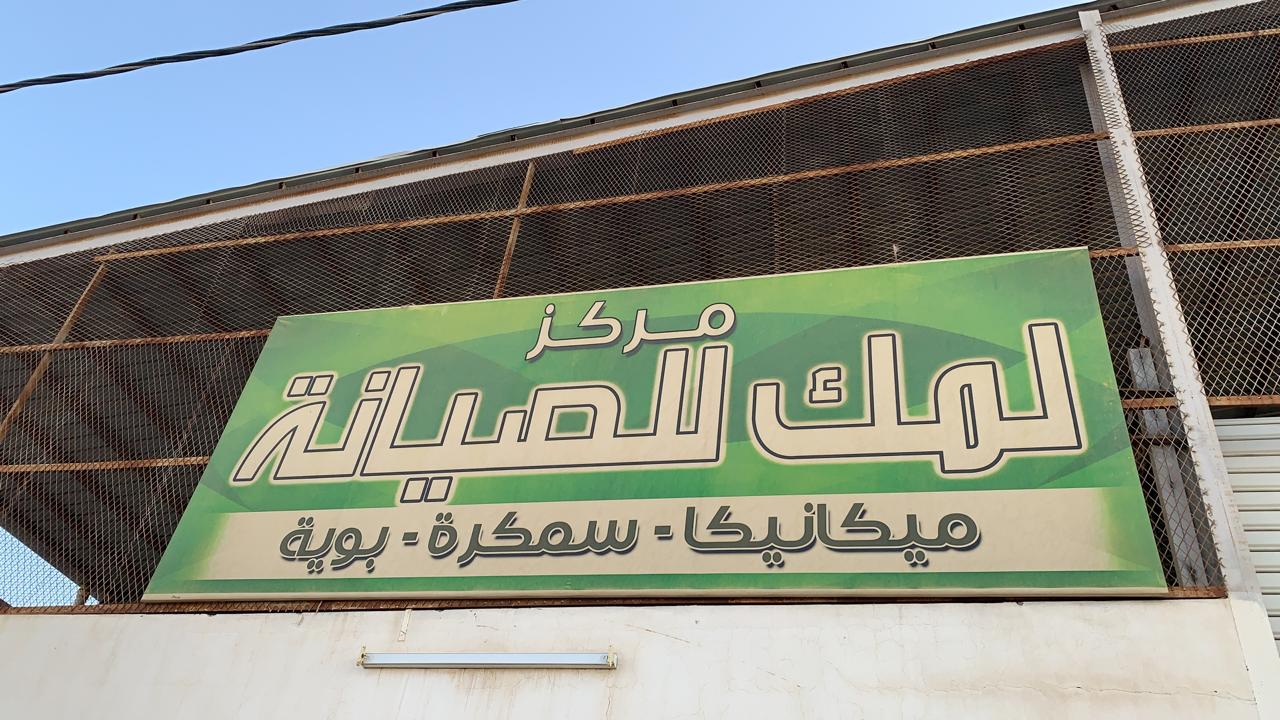 مركز
لمك للصيانة
ميكانيكا - سمكرة - بوية